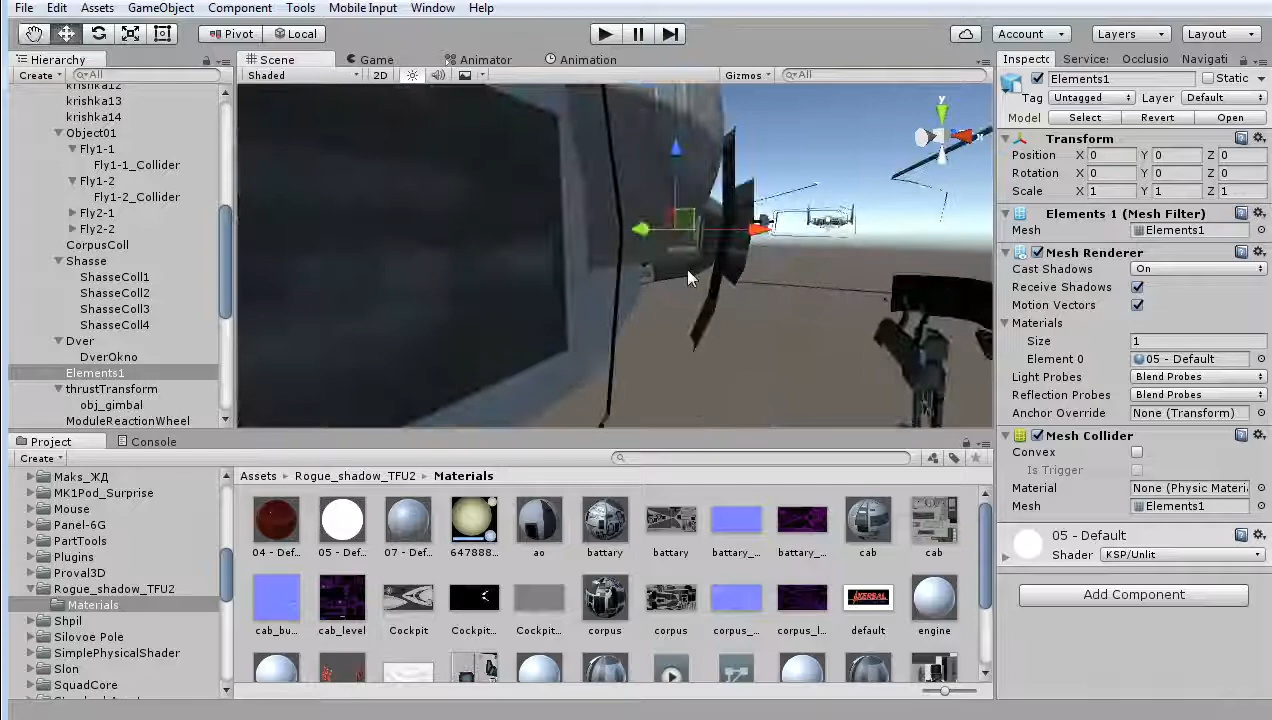 File Edit Assets GameObject Component Tools Mobile Input Window Help
Pivot Local Account Layers Layout
Hierarchy
Create All
krishka12
krishka13
krishka14
Object01
Fly1-1
Fly1-1_Collider
Fly1-2
Fly1-2_Collider
Fly2-1
Fly2-2
CorpusColl
Shasse
ShasseColl1
ShasseColl2
ShasseColl3
ShasseColl4
Dver
DverOkno
Elements1
thrustTransform
obj_gimbal
ModuleReactionWheel
Scene Game Animator Animation
Shaded 2D Gizmos All
y
x
Inspecto Services Occlusio Navigati
Elements1 Static
Tag Untagged Layer Default
Model Select Revert Open
Transform
Position X 0 Y 0 Z 0
Rotation X 0 Y 0 Z 0
Scale X 1 Y 1 Z 1
Elements 1 (Mesh Filter)
Mesh Elements1
Mesh Renderer
Cast Shadows On
Receive Shadows
Motion Vectors
Materials
Size 1
Element 0 05 - Default
Light Probes Blend Probes
Reflection Probes Blend Probes
Anchor Override None (Transform)
Mesh Collider
Convex
Is Trigger
Material None (Physic Materi
Mesh Elements1
05 - Default
Shader KSP/Unlit
Add Component
Project Console
Create
Maks_ЖД
MK1Pod_Surprise
Mouse
Panel-6G
PartTools
Plugins
Proval3D
Rogue_shadow_TFU2
Materials
Shpil
Silovoe Pole
SimplePhysicalShader
Slon
SquadCore
Assets Rogue_shadow_TFU2 Materials
04 - Def... 05 - Def... 07 - Def... 647888... ao battary battary battary_... battary_... cab cab
cab_bu... cab_level Cockpit Cockpit... Cockpit... corpus corpus corpus_... corpus_l... default engine